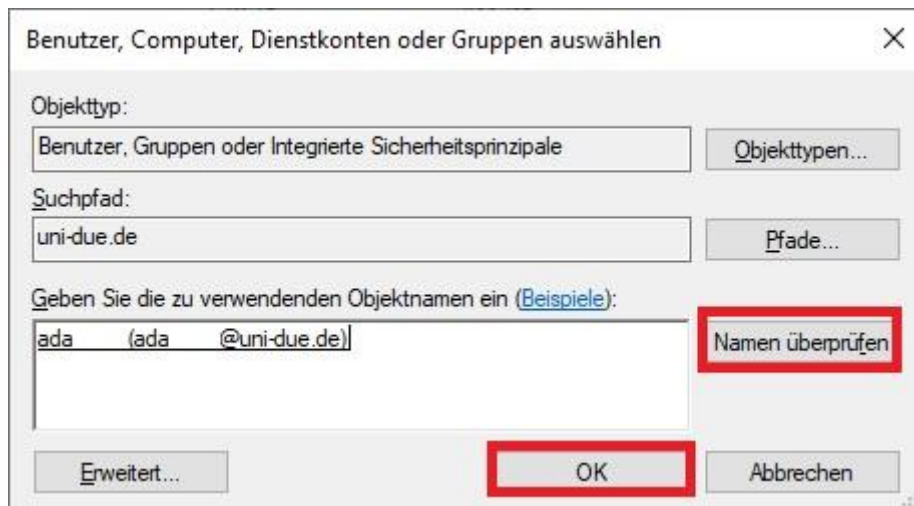 Benutzer, Computer, Dienstkonten oder Gruppen auswählen
Objekttyp:
Benutzer, Gruppen oder Integrierte Sicherheitsprinzipale
Objekttypen...
Suchpfad:
uni-due.de
Pfade...
Geben Sie die zu verwendenden Objektnamen ein (Beispiele):
ada (ada @uni-due.de)
Namen überprüfen
Erweitert...
OK
Abbrechen